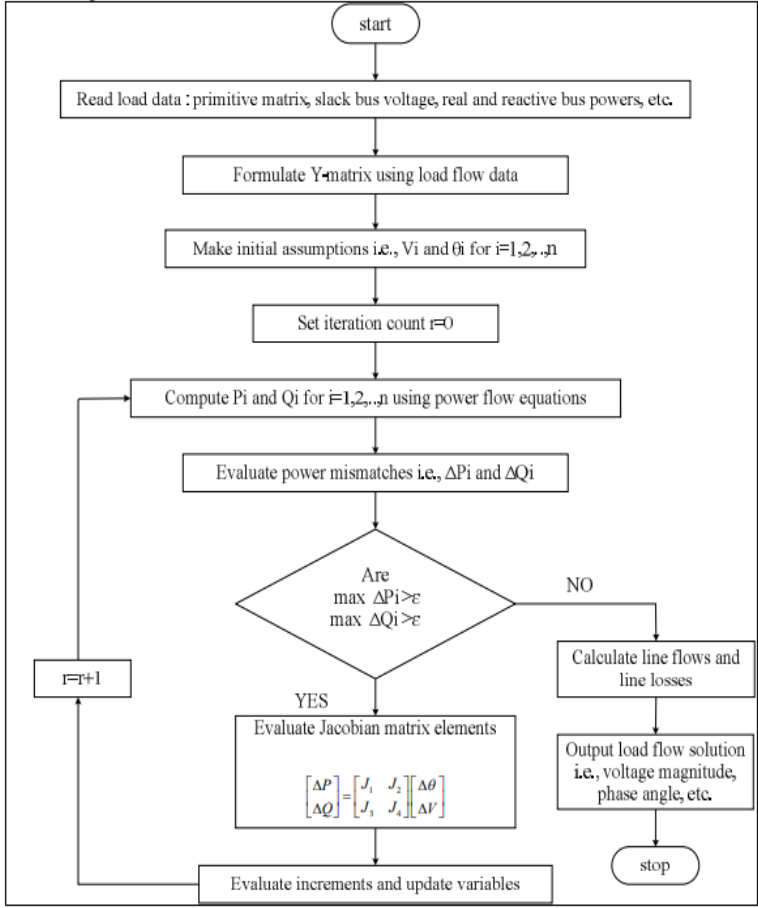 start
Read load data : primitive matrix, slack bus voltage, real and reactive bus powers, etc.
Formulate Y-matrix using load flow data
Make initial assumptions i.e., Vi and θi for i=1,2,..,n
Set iteration count r=0
Compute Pi and Qi for i=1,2,..,n using power flow equations
Evaluate power mismatches i.e., ΔPi and ΔQi
Are
max ΔPi>ε
max ΔQi>ε
NO
Calculate line flows and
line losses
r=r+1
YES
Evaluate Jacobian matrix elements
[ΔP] = [J₁ J₂] [Δθ]
[ΔQ] [J₃ J₄] [ΔV]
Output load flow solution
i.e., voltage magnitude,
phase angle, etc.
stop
Evaluate increments and update variables